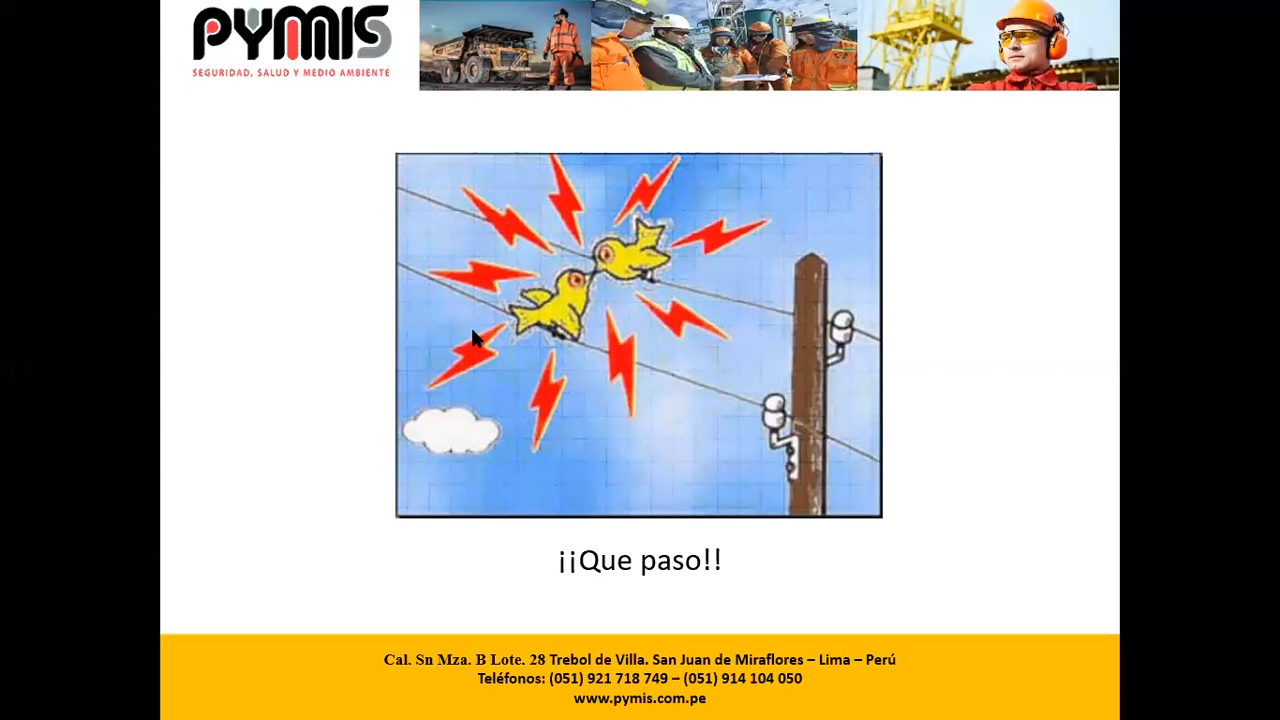 PYMIS
SEGURIDAD, SALUD Y MEDIO AMBIENTE
¡¡Que paso!!
Cal. Sn Mza. B Lote. 28 Trebol de Villa. San Juan de Miraflores – Lima – Perú
Teléfonos: (051) 921 718 749 – (051) 914 104 050
www.pymis.com.pe